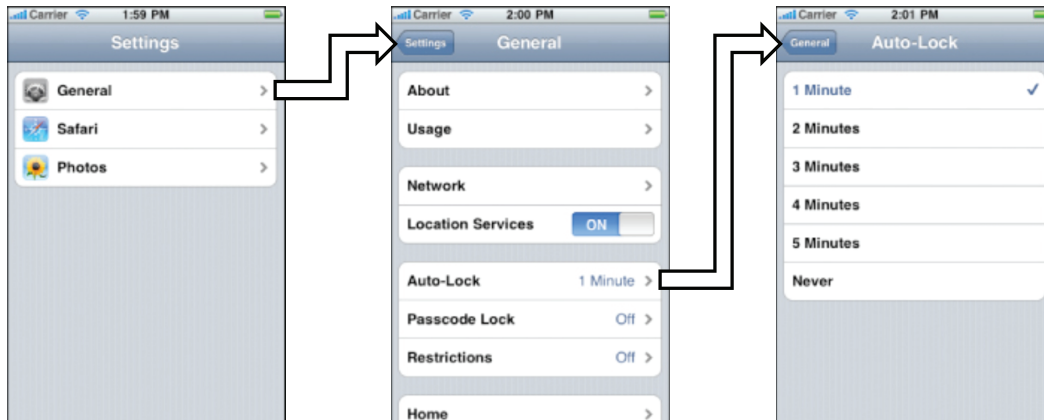 Carrier 1:59 PM
Settings
General
Safari
Photos
Carrier 2:00 PM
Settings General
About
Usage
Network
Location Services ON
Auto-Lock 1 Minute
Passcode Lock Off
Restrictions Off
Home
Carrier 2:01 PM
General Auto-Lock
1 Minute
2 Minutes
3 Minutes
4 Minutes
5 Minutes
Never